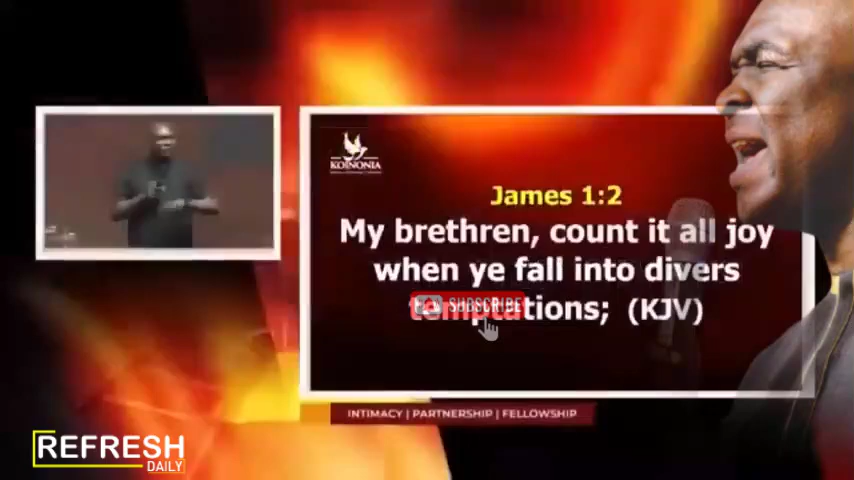 KOINONIA
James 1:2
My brethren, count it all joy
when ye fall into divers
temptations; (KJV)
SUBSCRIBE
INTIMACY | PARTNERSHIP | FELLOWSHIP
REFRESH
DAILY